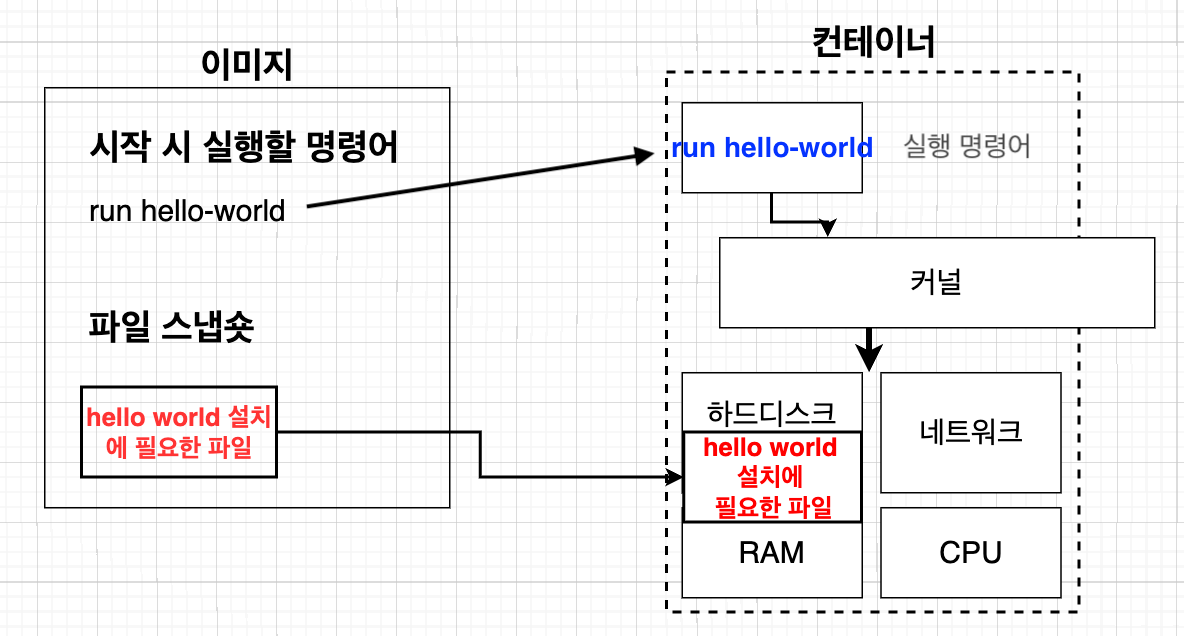 이미지
시작 시 실행할 명령어
run hello-world
파일 스냅숏
hello world 설치
에 필요한 파일
컨테이너
run hello-world
실행 명령어
커널
하드디스크
hello world
설치에
필요한 파일
RAM
네트워크
CPU